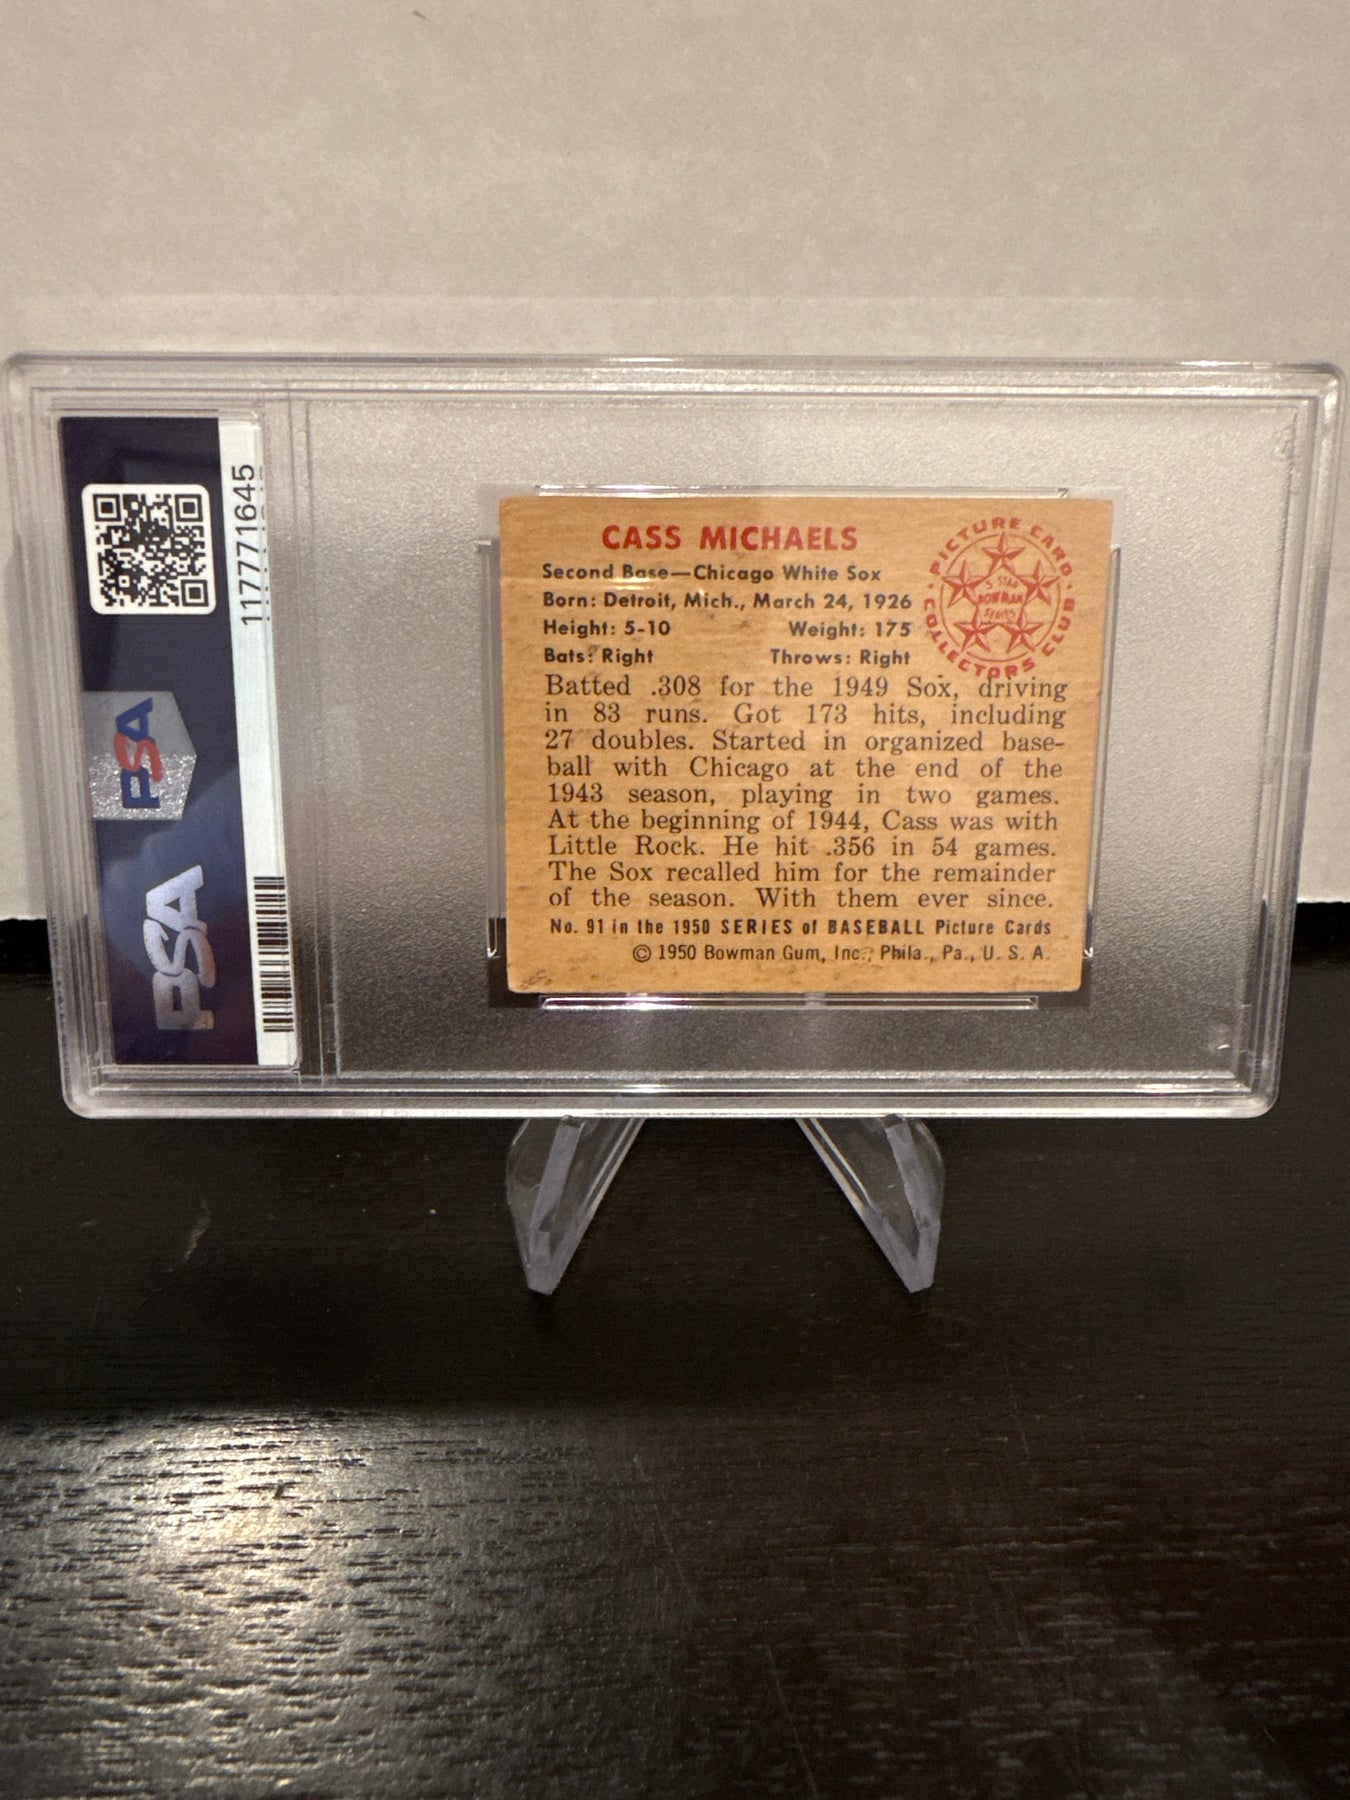 117771645
PSA
PSA
CASS MICHAELS
Second Base—Chicago White Sox
Born: Detroit, Mich., March 24, 1926
Height: 5-10 Weight: 175
Bats: Right Throws: Right
PICTURE CARD COLLECTORS CLUB
5 STAR
BOWMAN
SERIES
Batted .308 for the 1949 Sox, driving
in 83 runs. Got 173 hits, including
27 doubles. Started in organized base-
ball with Chicago at the end of the
1943 season, playing in two games.
At the beginning of 1944, Cass was with
Little Rock. He hit .356 in 54 games.
The Sox recalled him for the remainder
of the season. With them ever since.
No. 91 in the 1950 SERIES of BASEBALL Picture Cards
© 1950 Bowman Gum, Inc., Phila., Pa., U. S. A.